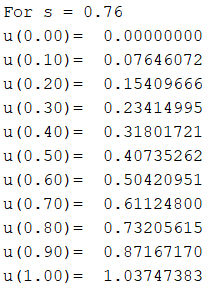 For s = 0.76
u(0.00)=  0.00000000
u(0.10)=  0.07646072
u(0.20)=  0.15409666
u(0.30)=  0.23414995
u(0.40)=  0.31801721
u(0.50)=  0.40735262
u(0.60)=  0.50420951
u(0.70)=  0.61124800
u(0.80)=  0.73205615
u(0.90)=  0.87167170
u(1.00)=  1.03747383